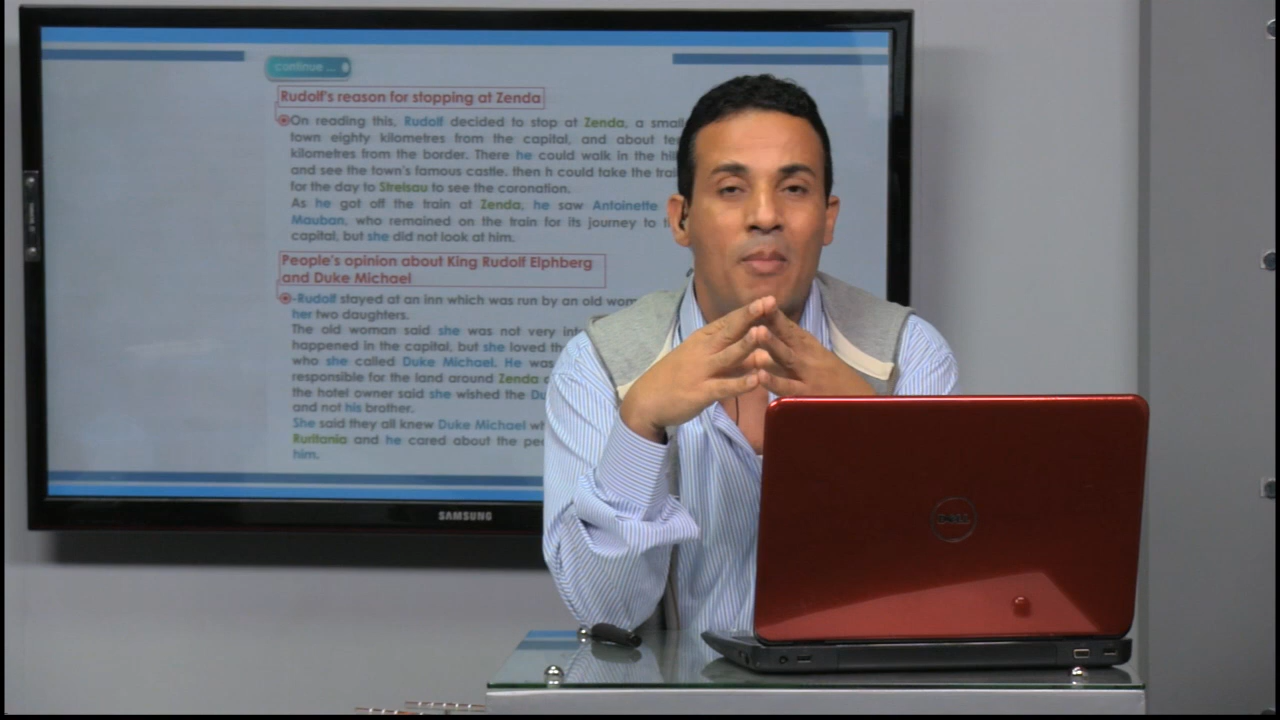 continue ...
Rudolf's reason for stopping at Zenda
On reading this, Rudolf decided to stop at Zenda, a small
town eighty kilometres from the capital, and about
kilometres from the border. There he could walk in the
and see the town's famous castle. then h could take the
for the day to Strelsau to see the coronation.
As he got off the train at Zenda, he saw Antoinette
Mauban, who remained on the train for its journey to
capital, but she did not look at him.
People's opinion about King Rudolf Elphberg
and Duke Michael
-Rudolf stayed at an inn which was run by an old
her two daughters.
The old woman said she was not very
happened in the capital, but she loved
who she called Duke Michael. He was
responsible for the land around Zenda
the hotel owner said she wished the
and not his brother.
She said they all knew Duke Michael
Ruritania and he cared about the
him.
SAMSUNG
DELL